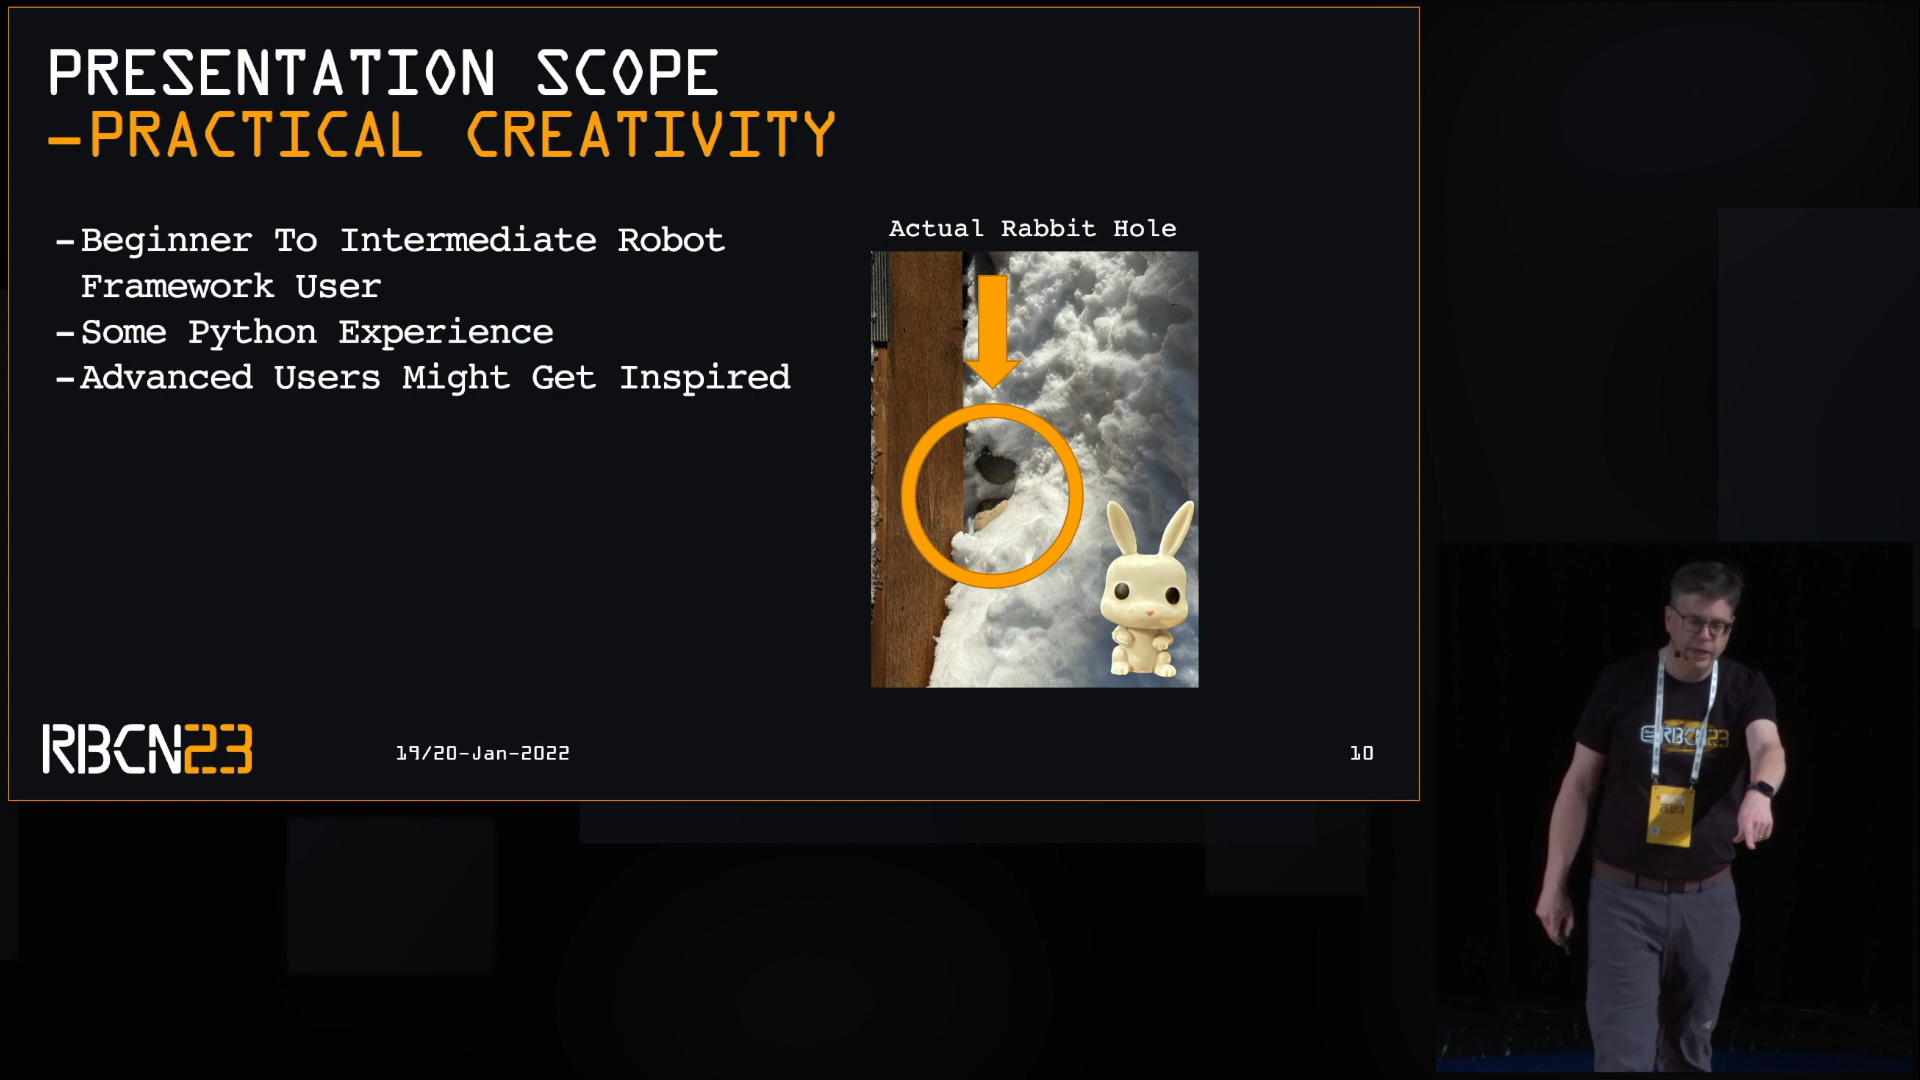 PRESENTATION SCOPE
-PRACTICAL CREATIVITY
-Beginner To Intermediate Robot
Framework User
-Some Python Experience
-Advanced Users Might Get Inspired
Actual Rabbit Hole
RBCN23
19/20-Jan-2022
10
RBCN23